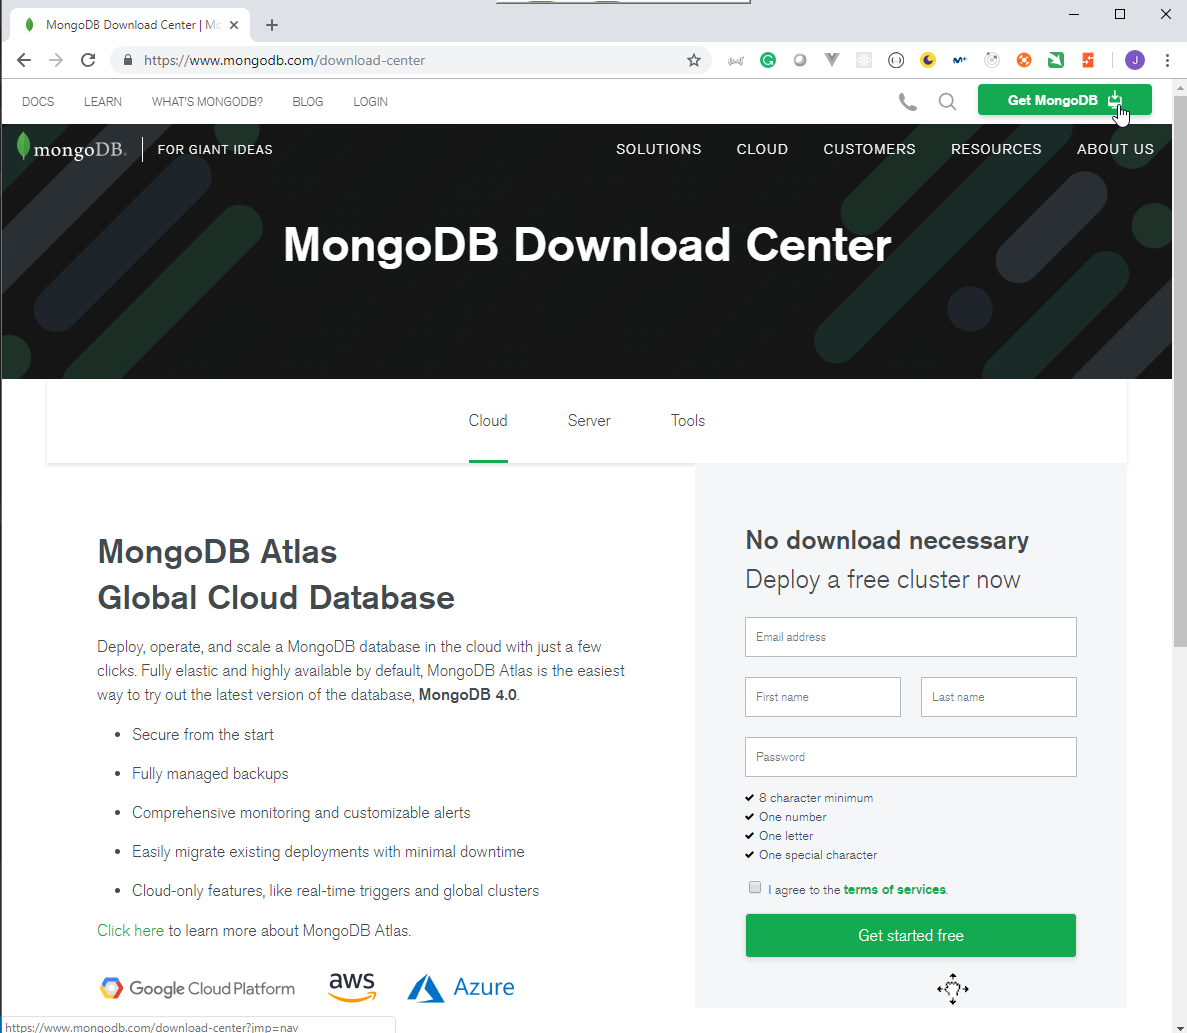 MongoDB Download Center | Mo
https://www.mongodb.com/download-center
J
DOCS LEARN WHAT'S MONGODB? BLOG LOGIN
Get MongoDB
mongoDB. FOR GIANT IDEAS
SOLUTIONS CLOUD CUSTOMERS RESOURCES ABOUT US
MongoDB Download Center
Cloud Server Tools
MongoDB Atlas
Global Cloud Database
Deploy, operate, and scale a MongoDB database in the cloud with just a few
clicks. Fully elastic and highly available by default, MongoDB Atlas is the easiest
way to try out the latest version of the database, MongoDB 4.0.
• Secure from the start
• Fully managed backups
• Comprehensive monitoring and customizable alerts
• Easily migrate existing deployments with minimal downtime
• Cloud-only features, like real-time triggers and global clusters
Click here to learn more about MongoDB Atlas.
Google Cloud Platform aws Azure
No download necessary
Deploy a free cluster now
Email address
First name Last name
Password
8 character minimum
One number
One letter
One special character
I agree to the terms of services.
Get started free
https://www.mongodb.com/download-center?jmp=nav